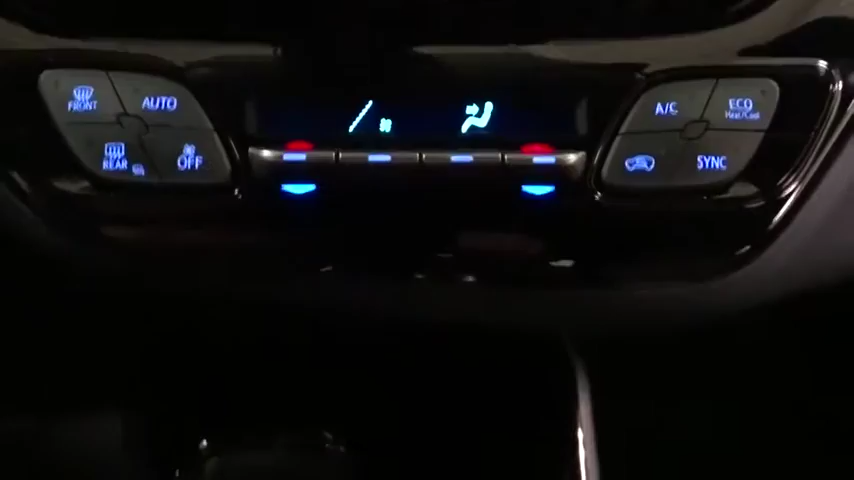 FRONT
AUTO
REAR
OFF
A/C
ECO
Heat/Cool
SYNC